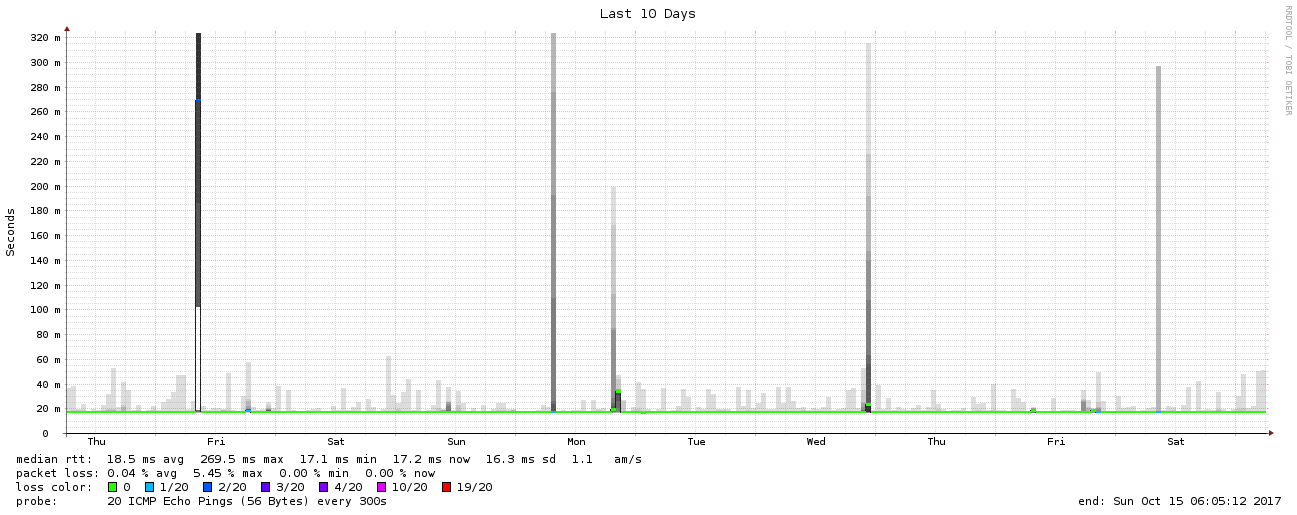 Last 10 Days
RRDTOOL / TOBI OETIKER
Seconds
320 m
300 m
280 m
260 m
240 m
220 m
200 m
180 m
160 m
140 m
120 m
100 m
80 m
60 m
40 m
20 m
0
Thu Fri Sat Sun Mon Tue Wed Thu Fri Sat
median rtt: 18.5 ms avg 269.5 ms max 17.1 ms min 17.2 ms now 16.3 ms sd 1.1 am/s
packet loss: 0.04 % avg 5.45 % max 0.00 % min 0.00 % now
loss color: 0 1/20 2/20 3/20 4/20 10/20 19/20
probe: 20 ICMP Echo Pings (56 Bytes) every 300s end: Sun Oct 15 06:05:12 2017